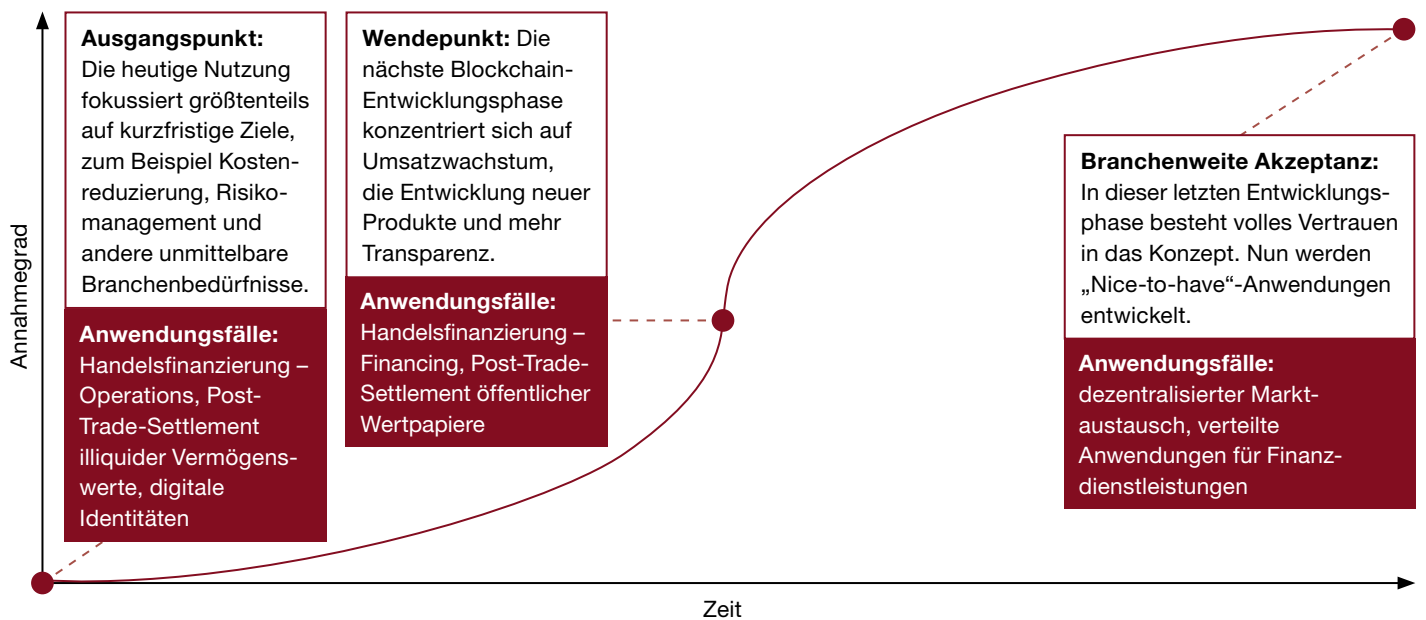 Ausgangspunkt:
Die heutige Nutzung
fokussiert größtenteils
auf kurzfristige Ziele,
zum Beispiel Kosten-
reduzierung, Risiko-
management und
andere unmittelbare
Branchenbedürfnisse.
Anwendungsfälle:
Handelsfinanzierung –
Operations, Post-
Trade-Settlement
illiquider Vermögens-
werte, digitale
Identitäten
Wendepunkt: Die
nächste Blockchain-
Entwicklungsphase
konzentriert sich auf
Umsatzwachstum,
die Entwicklung neuer
Produkte und mehr
Transparenz.
Anwendungsfälle:
Handelsfinanzierung –
Financing, Post-Trade-
Settlement öffentlicher
Wertpapiere
Branchenweite Akzeptanz:
In dieser letzten Entwicklungs-
phase besteht volles Vertrauen
in das Konzept. Nun werden
„Nice-to-have“-Anwendungen
entwickelt.
Anwendungsfälle:
dezentralisierter Markt-
austausch, verteilte
Anwendungen für Finanz-
dienstleistungen
Annahmegrad
Zeit